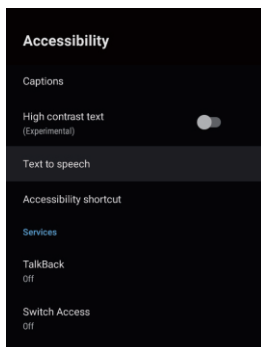 Accessibility
Captions
High contrast text
(Experimental)
Text to speech
Accessibility shortcut
Services
TalkBack
Off
Switch Access
Off